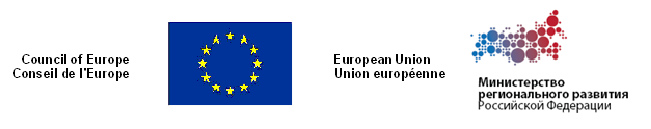 Council of Europe
Conseil de l'Europe
European Union
Union européenne
Министерство
регионального развития
Российской Федерации